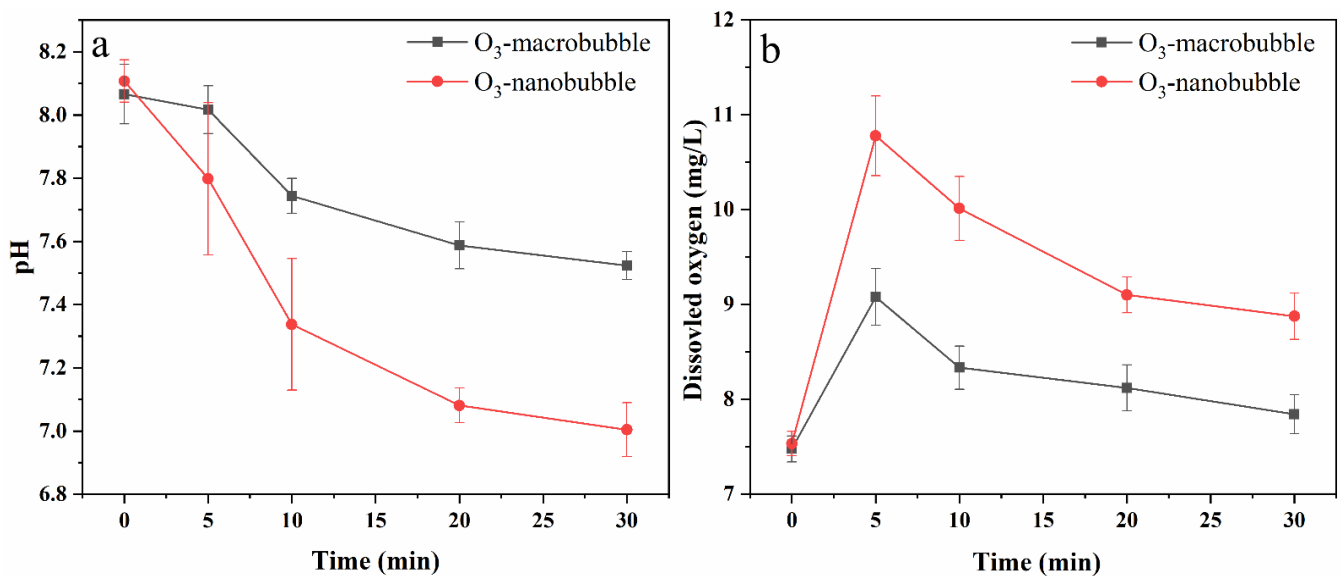 a
O₃-macrobubble
O₃-nanobubble
8.2
8.0
7.8
7.6
7.4
7.2
7.0
6.8
pH
0 5 10 15 20 25 30
Time (min)
b
O₃-macrobubble
O₃-nanobubble
12
11
10
9
8
7
Dissovled oxygen (mg/L)
0 5 10 15 20 25 30
Time (min)